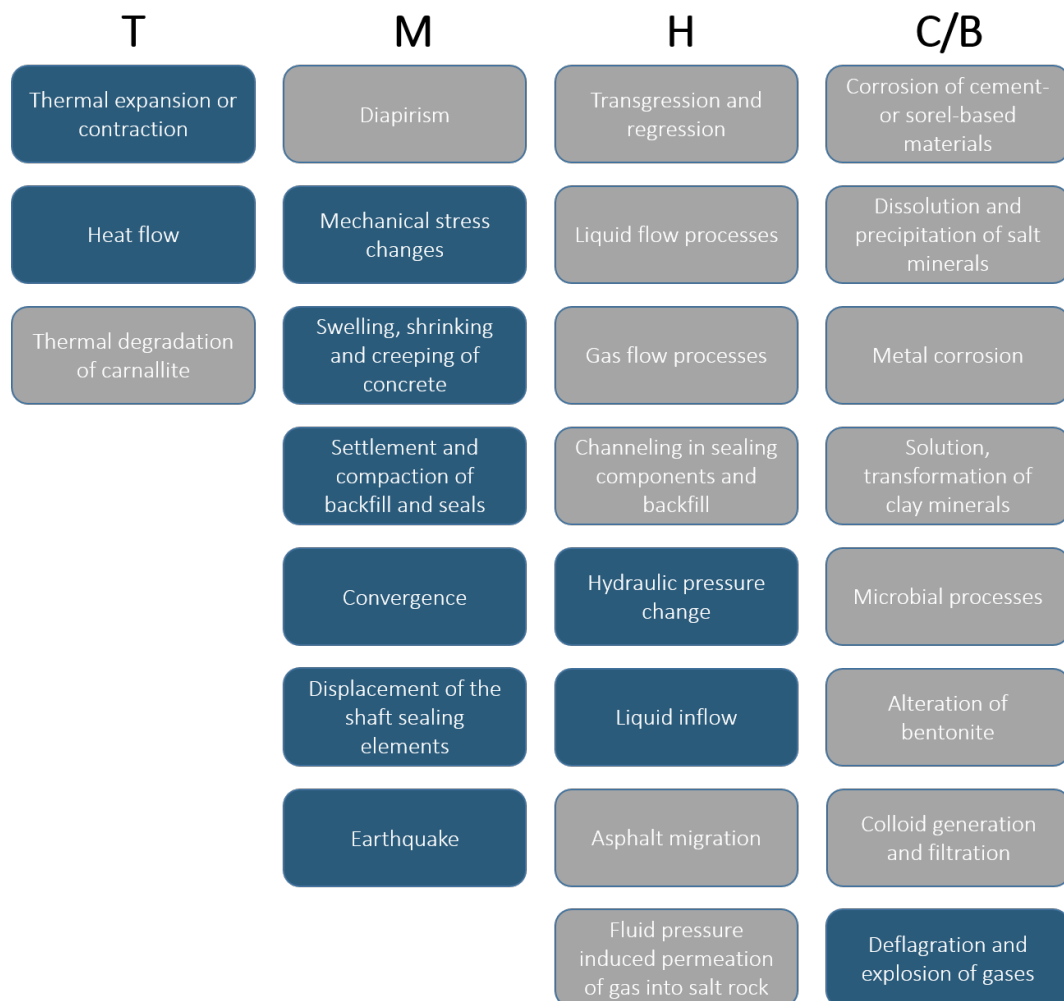 T
M
H
C/B
Thermal expansion or
contraction
Diapirism
Transgression and
regression
Corrosion of cement-
or sorel-based
materials
Heat flow
Mechanical stress
changes
Liquid flow processes
Dissolution and
precipitation of salt
minerals
Thermal degradation
of carnallite
Swelling, shrinking
and creeping of
concrete
Gas flow processes
Metal corrosion
Settlement and
compaction of
backfill and seals
Channeling in sealing
components and
backfill
Solution,
transformation of
clay minerals
Convergence
Hydraulic pressure
change
Microbial processes
Displacement of the
shaft sealing
elements
Liquid inflow
Alteration of
bentonite
Earthquake
Asphalt migration
Colloid generation
and filtration
Fluid pressure
induced permeation
of gas into salt rock
Deflagration and
explosion of gases